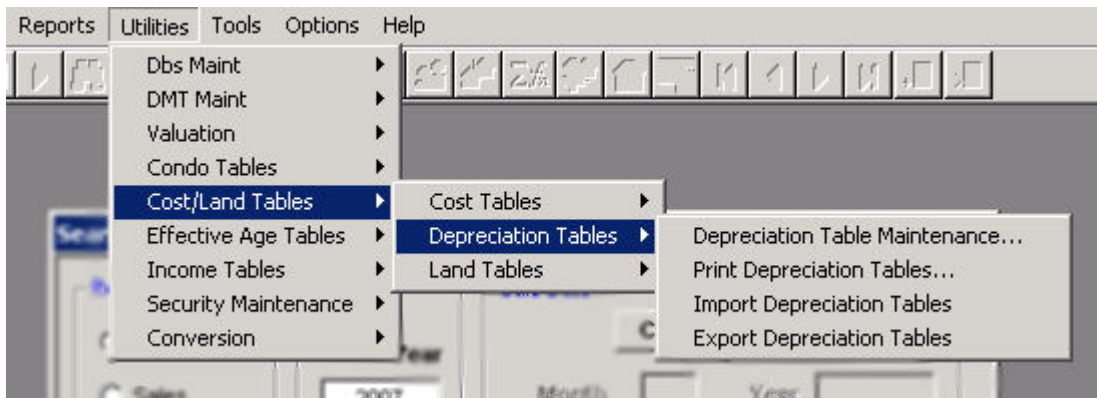 Reports Utilities Tools Options Help
Dbs Maint
DMT Maint
Valuation
Condo Tables
Cost/Land Tables
Effective Age Tables
Income Tables
Security Maintenance
Conversion
Cost Tables
Depreciation Tables
Land Tables
Depreciation Table Maintenance...
Print Depreciation Tables...
Import Depreciation Tables
Export Depreciation Tables
Year
Sales
2007
Month
Year